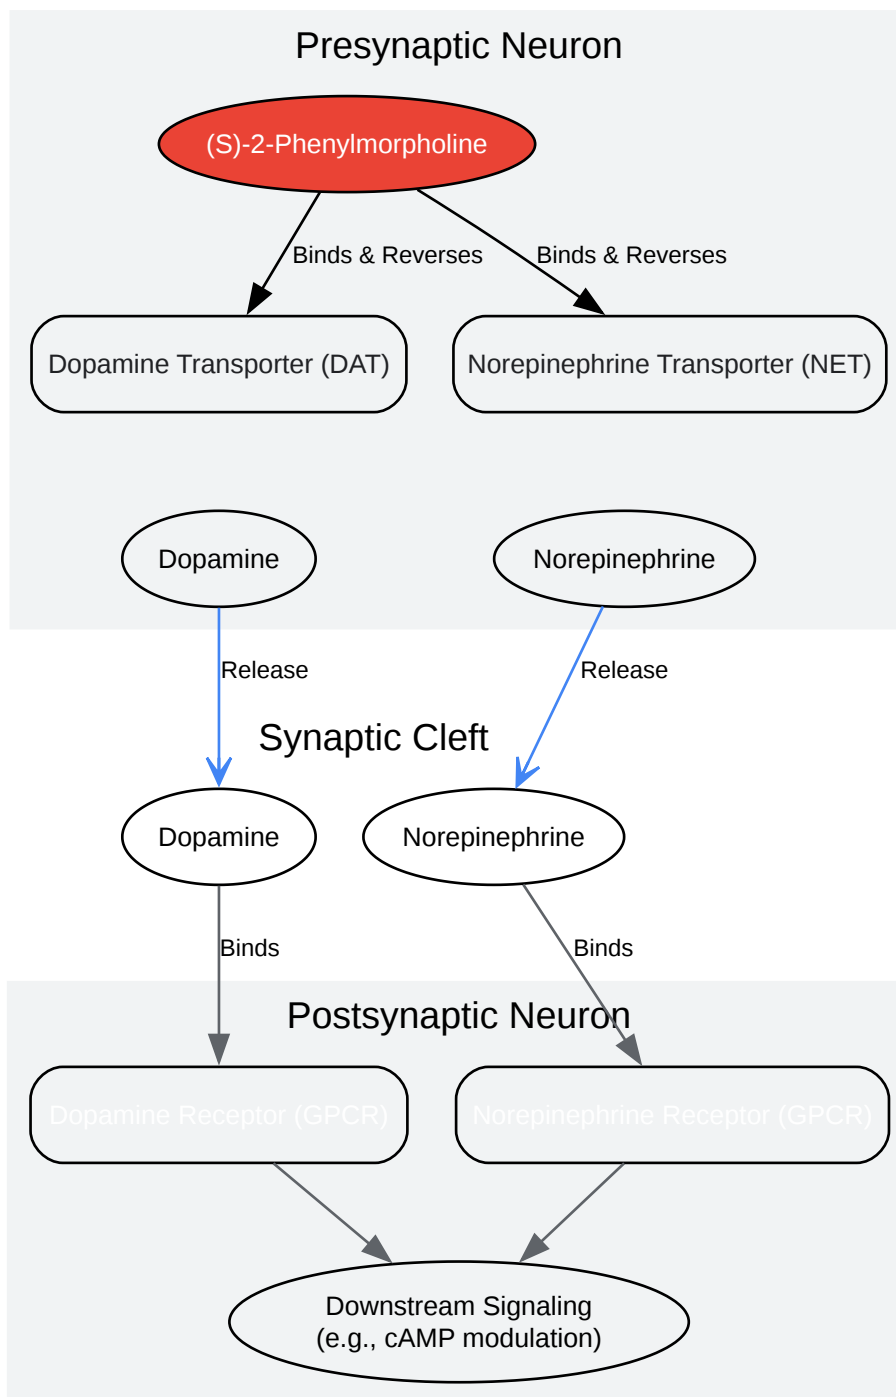 Presynaptic Neuron
(S)-2-Phenylmorpholine
Binds & Reverses
Binds & Reverses
Dopamine Transporter (DAT)
Norepinephrine Transporter (NET)
Dopamine
Norepinephrine
Release
Release
Synaptic Cleft
Dopamine
Norepinephrine
Binds
Binds
Postsynaptic Neuron
Dopamine Receptor (GPCR)
Norepinephrine Receptor (GPCR)
Downstream Signaling
(e.g., cAMP modulation)